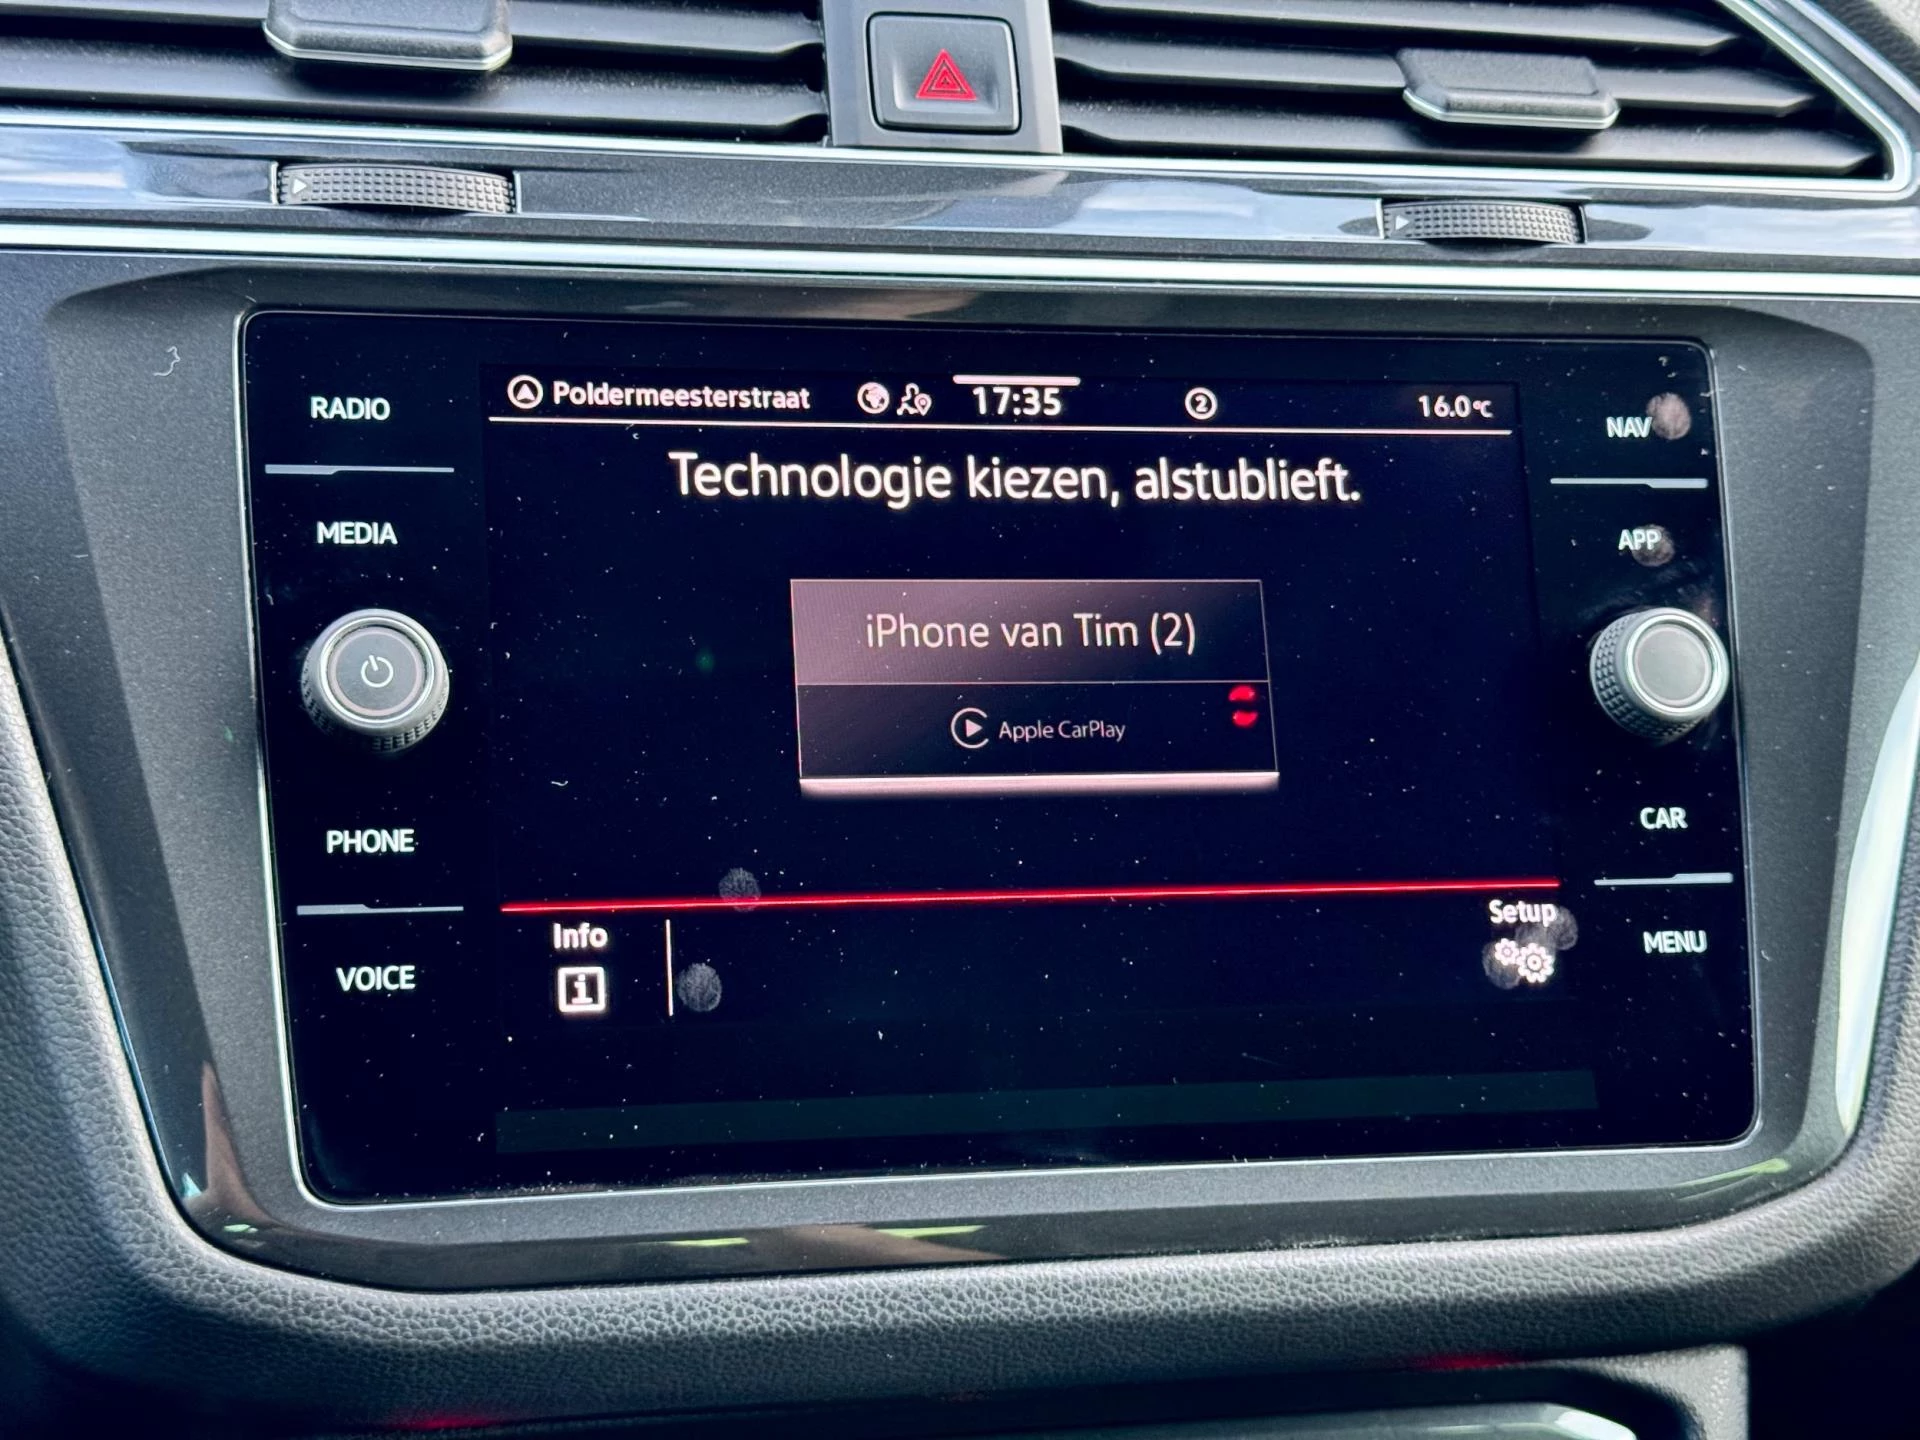 RADIO
MEDIA
PHONE
VOICE
Poldermeesterstraat
17:35
2
16.0°C
Technologie kiezen, alstublieft.
iPhone van Tim (2)
Apple CarPlay
Info
i
Setup
NAV
APP
CAR
MENU